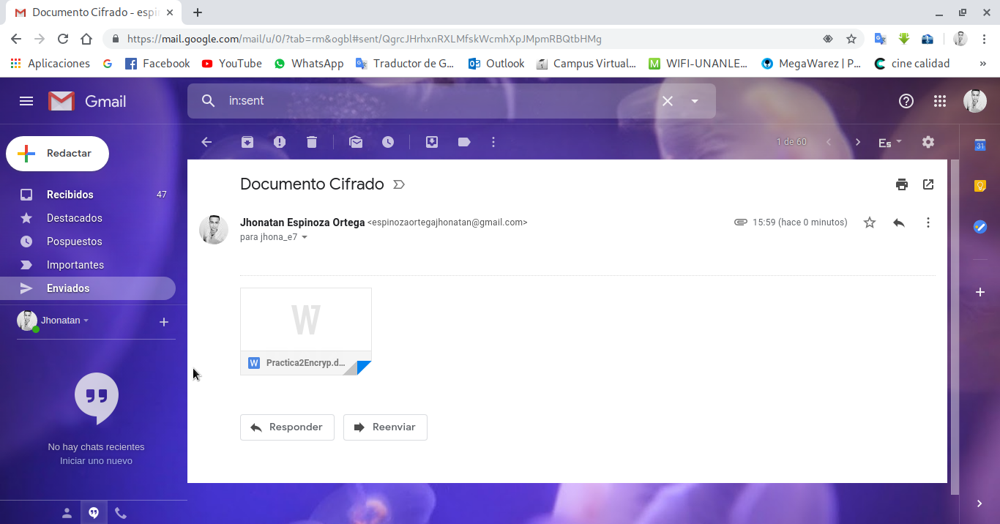 Documento Cifrado - espi
https://mail.google.com/mail/u/0/?tab=rm&ogbl#sent/QgrcJHrhxnRXLMfskWcmhXpJMpmRBQtbHMg
Aplicaciones G Facebook YouTube WhatsApp Traductor de G... Outlook Campus Virtual... M WIFI-UNANLE... MegaWarez | P... cine calidad »
Gmail in:sent
Redactar
1 de 60 Es
Documento Cifrado
Recibidos 47
Destacados
Pospuestos
Importantes
Enviados
Jhonatan
No hay chats recientes
Iniciar uno nuevo
Jhonatan Espinoza Ortega <espinozaortegajhonatan@gmail.com> 15:59 (hace 0 minutos)
para jhona_e7
W
W Practica2Encryp.d...
Responder Reenviar
31